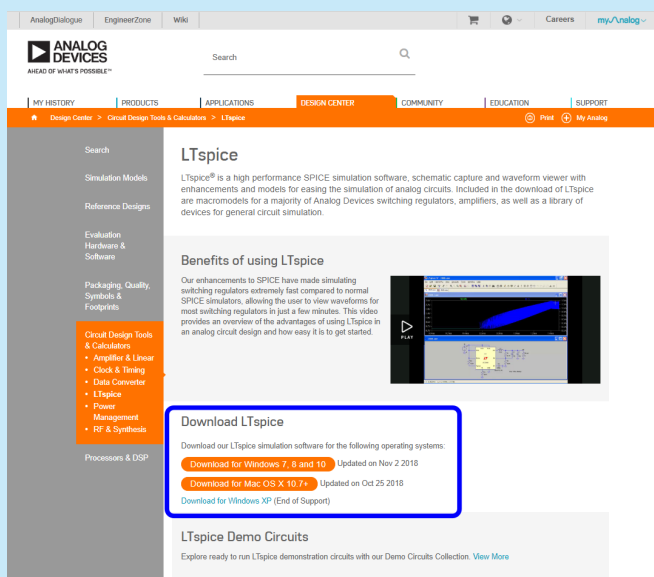 AnalogDialogue EngineerZone Wiki Careers myAnalog
ANALOG
DEVICES
AHEAD OF WHAT'S POSSIBLE™
Search
MY HISTORY PRODUCTS APPLICATIONS DESIGN CENTER COMMUNITY EDUCATION SUPPORT
Design Center > Circuit Design Tools & Calculators > LTspice Print My Analog
Search
Simulation Models
Reference Designs
Evaluation
Hardware &
Software
Packaging, Quality,
Symbols &
Footprints
Circuit Design Tools
& Calculators
• Amplifier & Linear
• Clock & Timing
• Data Converter
• LTspice
• Power
Management
• RF & Synthesis
Processors & DSP
LTspice
LTspice® is a high performance SPICE simulation software, schematic capture and waveform viewer with
enhancements and models for easing the simulation of analog circuits. Included in the download of LTspice
are macromodels for a majority of Analog Devices switching regulators, amplifiers, as well as a library of
devices for general circuit simulation.
Benefits of using LTspice
Our enhancements to SPICE have made simulating
switching regulators extremely fast compared to normal
SPICE simulators, allowing the user to view waveforms for
most switching regulators in just a few minutes. This video
provides an overview of the advantages of using LTspice in
an analog circuit design and how easy it is to get started.
PLAY
Download LTspice
Download our LTspice simulation software for the following operating systems:
Download for Windows 7, 8 and 10 Updated on Nov 2 2018
Download for Mac OS X 10.7+ Updated on Oct 25 2018
Download for Windows XP (End of Support)
LTspice Demo Circuits
Explore ready to run LTspice demonstration circuits with our Demo Circuits Collection. View More